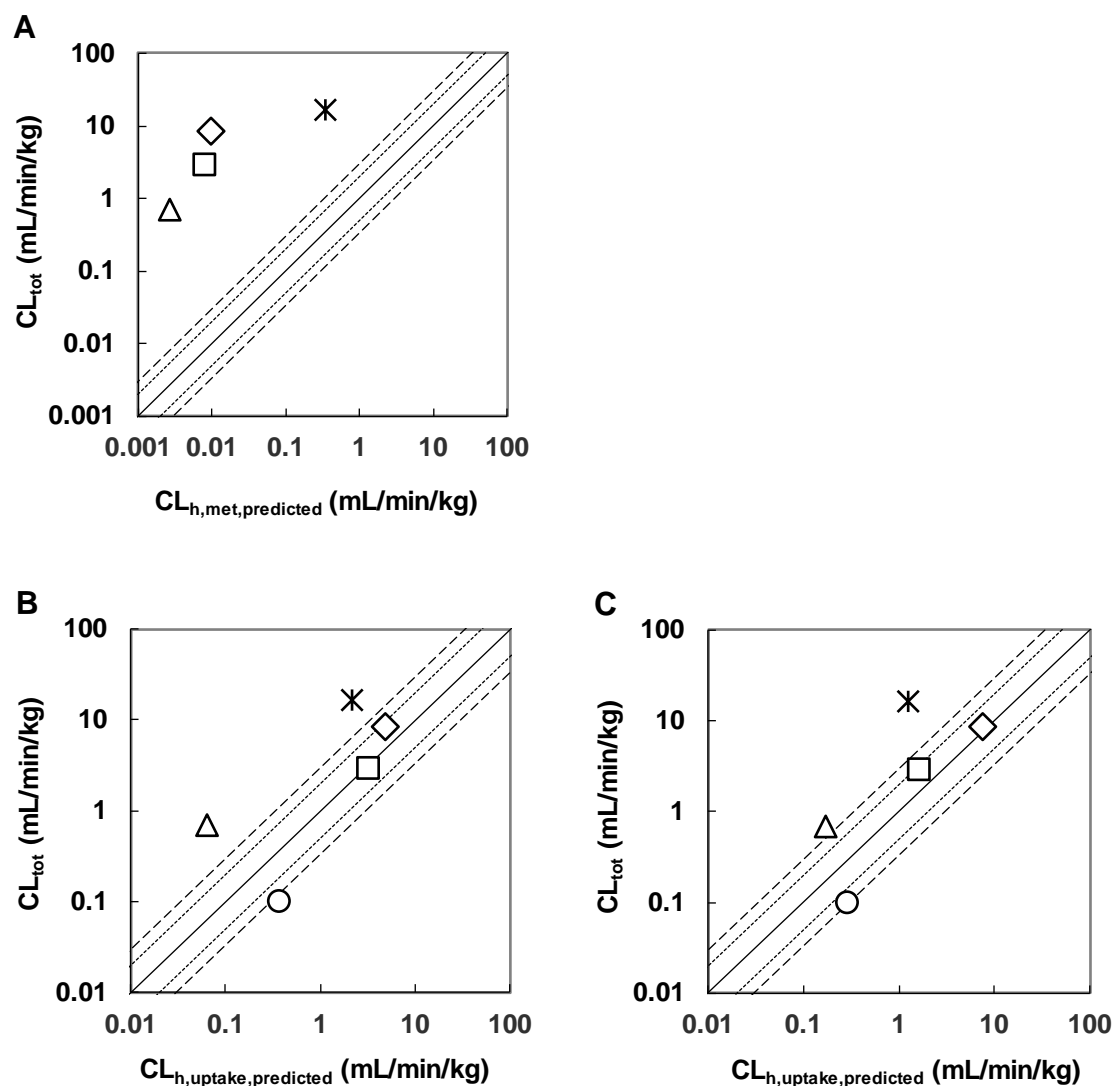 A
100
10
1
0.1
0.01
0.001
CLtot (mL/min/kg)
0.001 0.01 0.1 1 10 100
CLh,met,predicted (mL/min/kg)
B
100
10
1
0.1
0.01
CLtot (mL/min/kg)
0.01 0.1 1 10 100
CLh,uptake,predicted (mL/min/kg)
C
100
10
1
0.1
0.01
CLtot (mL/min/kg)
0.01 0.1 1 10 100
CLh,uptake,predicted (mL/min/kg)